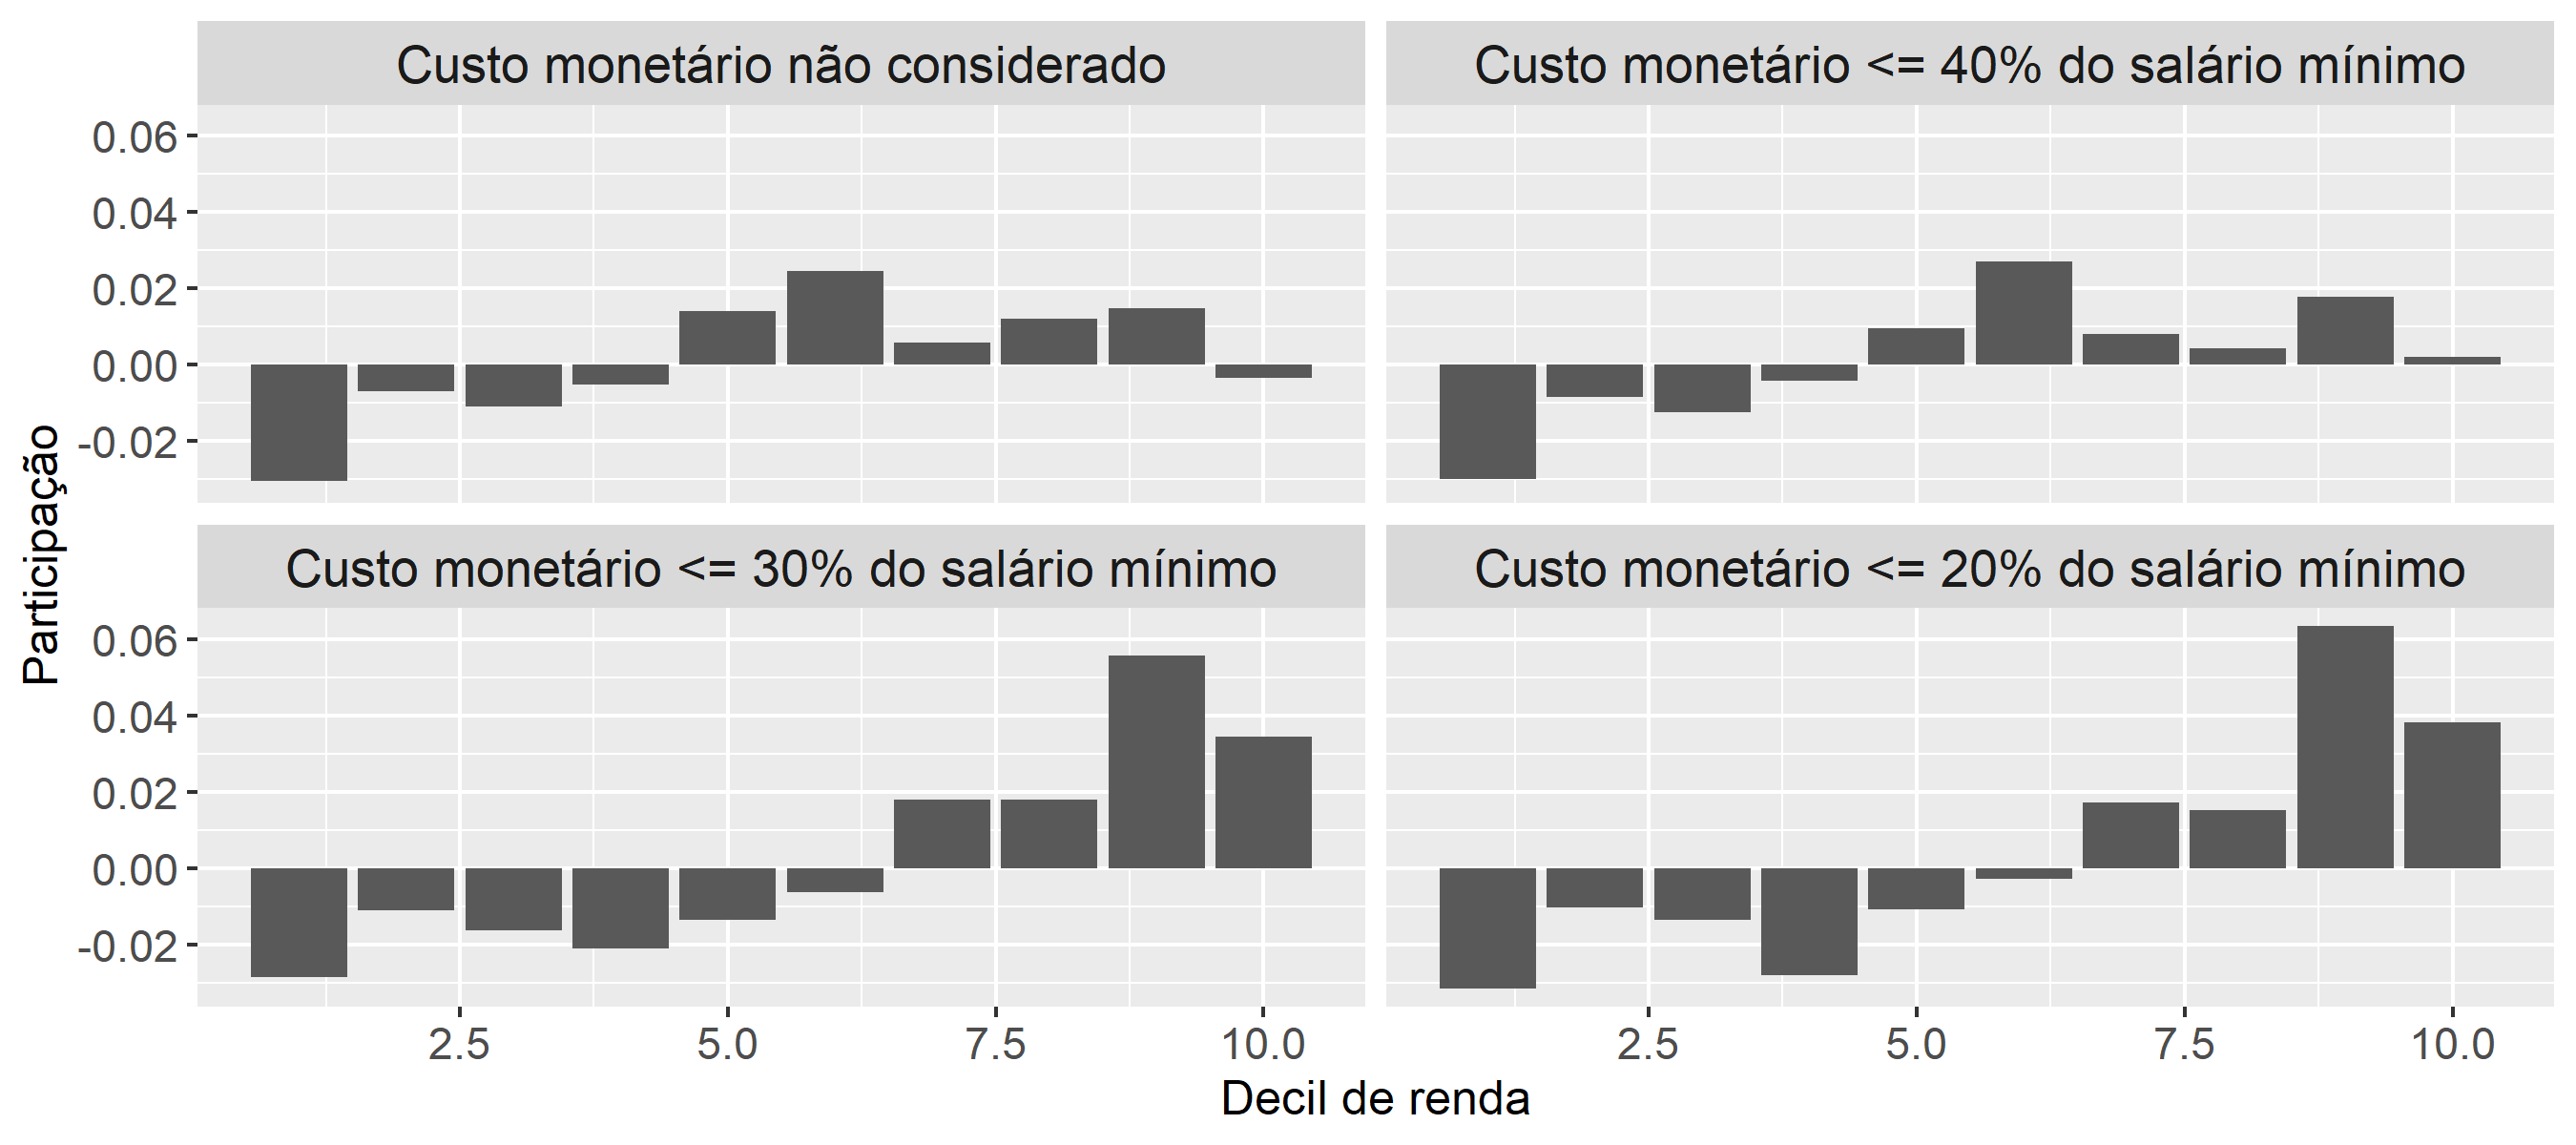 Custo monetário não considerado
Custo monetário <= 40% do salário mínimo
0.06
0.04
0.02
0.00
-0.02
Custo monetário <= 30% do salário mínimo
Custo monetário <= 20% do salário mínimo
0.06
0.04
0.02
0.00
-0.02
2.5 5.0 7.5 10.0
2.5 5.0 7.5 10.0
Participação
Decil de renda